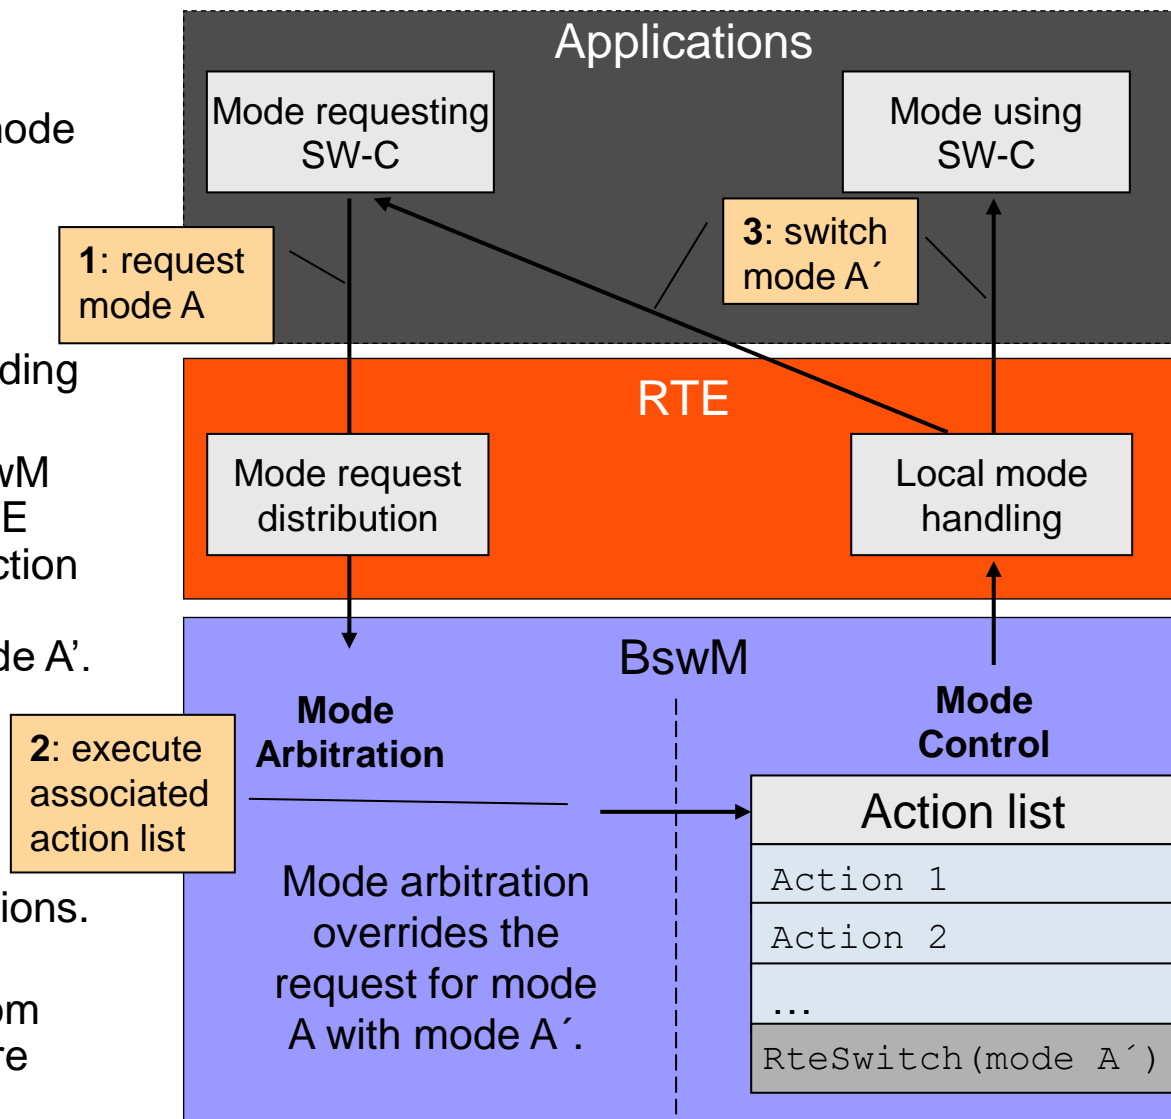 Applications
Mode requesting
SW-C
Mode using
SW-C
1: request
mode A
3: switch
mode A´
RTE
Mode request
distribution
Local mode
handling
BswM
Mode
Arbitration
Mode
Control
2: execute
associated
action list
Mode arbitration
overrides the
request for mode
A with mode A´.
Action list
Action 1
Action 2
...
RteSwitch(mode A´)
de A’.